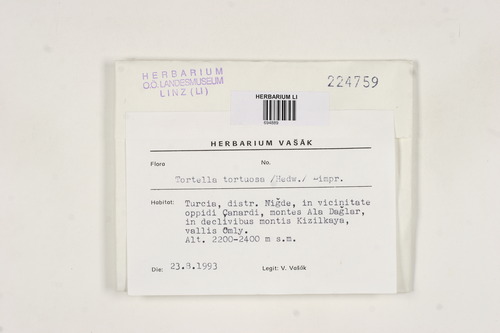 HERBARIUM
O.Ö. LANDESMUSEUM
LINZ (LI)
224759
HERBARIUM LI
HERBARIUM VAŠÁK
Flora No.
Tortella tortuosa /Hedw./ Limpr.
Habitat: Turcia, distr. Niğde, in vicinitate
oppidi Çanardi, montes Ala Dağlar,
in declivibus montis Kizilkaya,
vallis Ömly.
Alt. 2200-2400 m s.m.
Die: 23.8.1993 Legit: V. Vašák